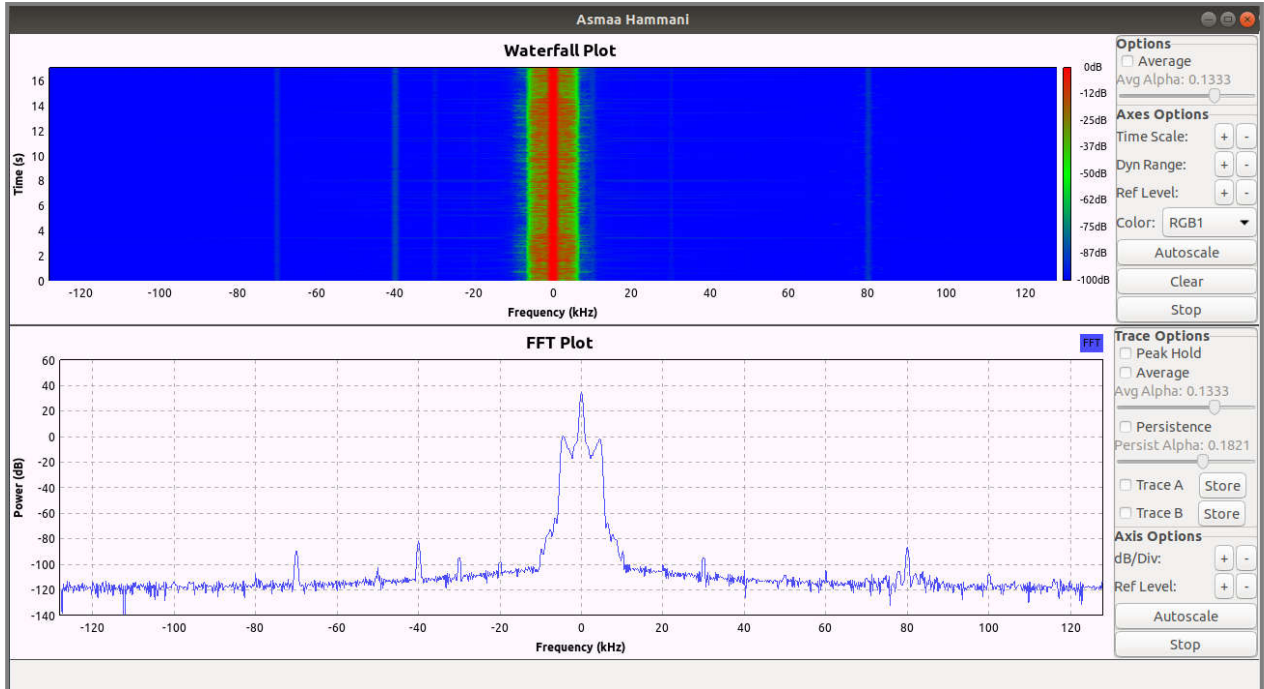 Asmaa Hammani
Waterfall Plot
Time (s)
16
14
12
10
8
6
4
2
0
-120 -100 -80 -60 -40 -20 0 20 40 60 80 100 120
Frequency (kHz)
0dB
-12dB
-25dB
-37dB
-50dB
-62dB
-75dB
-87dB
-100dB
Options
Average
Avg Alpha: 0.1333
Axes Options
Time Scale: + -
Dyn Range: + -
Ref Level: + -
Color: RGB1
Autoscale
Clear
Stop
FFT Plot
FFT
Power (dB)
60
40
20
0
-20
-40
-60
-80
-100
-120
-140
-120 -100 -80 -60 -40 -20 0 20 40 60 80 100 120
Frequency (kHz)
Trace Options
Peak Hold
Average
Avg Alpha: 0.1333
Persistence
Persist Alpha: 0.1821
Trace A Store
Trace B Store
Axis Options
dB/Div: + -
Ref Level: + -
Autoscale
Stop